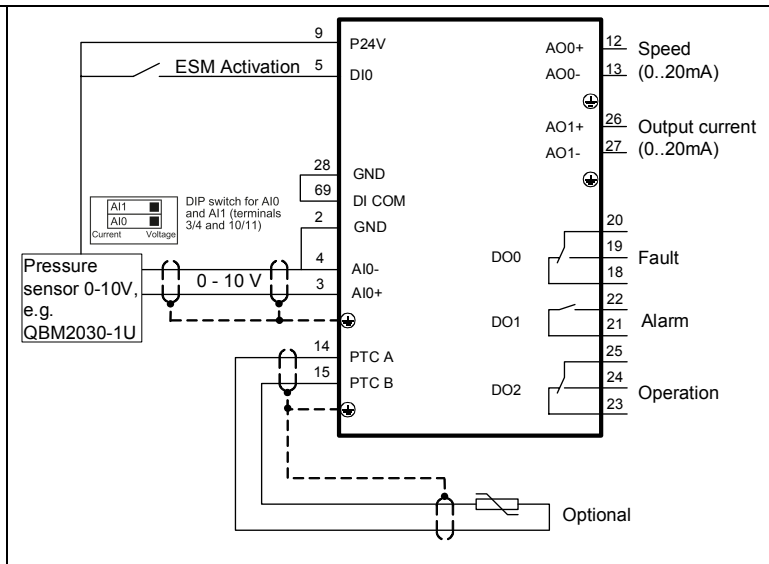 9
P24V
ESM Activation 5
DI0
28
GND
69
DI COM
2
GND
AI1
AI0
Current Voltage
DIP switch for AI0
and AI1 (terminals
3/4 and 10/11)
Pressure
sensor 0-10V,
e.g.
QBM2030-1U
0 - 10 V
4
AI0-
3
AI0+
14
PTC A
15
PTC B
Optional
AO0+ 12 Speed
AO0- 13 (0..20mA)
AO1+ 26 Output current
AO1- 27 (0..20mA)
20
DO0 19 Fault
18
22
DO1 21 Alarm
25
DO2 24 Operation
23